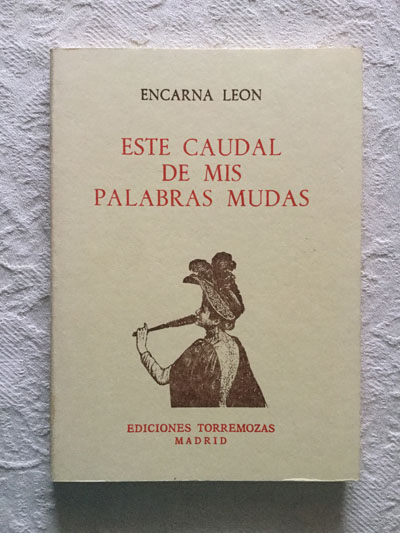 ENCARNA LEON
ESTE CAUDAL
DE MIS
PALABRAS MUDAS
EDICIONES TORREMOZAS
MADRID